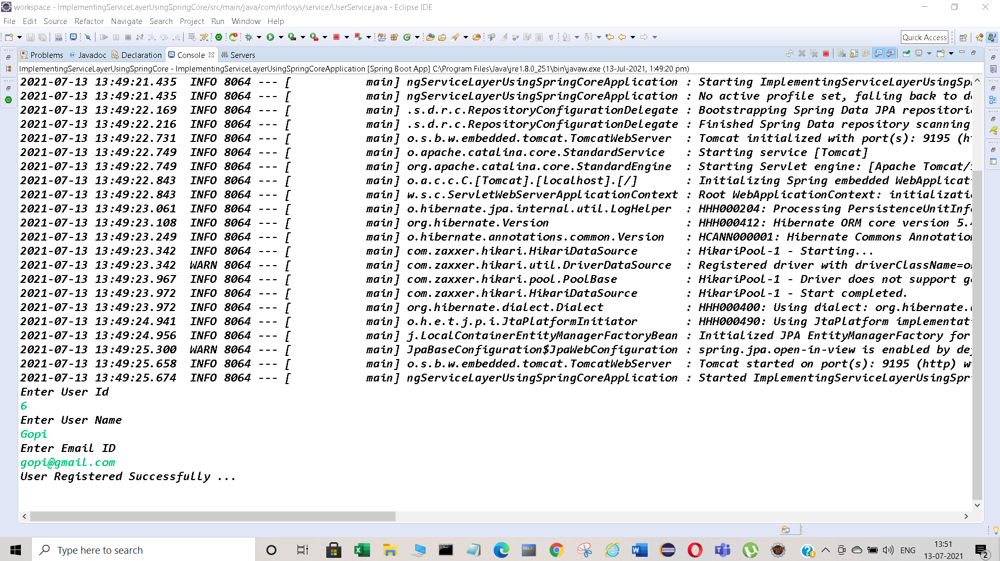 workspace - ImplementingServiceLayerUsingSpringCore/src/main/java/com/infosys/service/UserService.java - Eclipse IDE
File Edit Source Refactor Navigate Search Project Run Window Help
Quick Access
Problems @ Javadoc Declaration Console Servers
ImplementingServiceLayerUsingSpringCore - ImplementingServiceLayerUsingSpringCoreApplication [Spring Boot App] C:\Program Files\Java\jre1.8.0_251\bin\javaw.exe (13-Jul-2021, 1:49:20 pm)
2021-07-13 13:49:21.435 INFO 8064 --- [ main] ngServiceLayerUsingSpringCoreApplication : Starting ImplementingServiceLayerUsingSp
2021-07-13 13:49:21.435 INFO 8064 --- [ main] ngServiceLayerUsingSpringCoreApplication : No active profile set, falling back to de
2021-07-13 13:49:22.169 INFO 8064 --- [ main] .s.d.r.c.RepositoryConfigurationDelegate : Bootstrapping Spring Data JPA repositori
2021-07-13 13:49:22.216 INFO 8064 --- [ main] .s.d.r.c.RepositoryConfigurationDelegate : Finished Spring Data repository scanning
2021-07-13 13:49:22.731 INFO 8064 --- [ main] o.s.b.w.embedded.tomcat.TomcatWebServer : Tomcat initialized with port(s): 9195 (ht
2021-07-13 13:49:22.749 INFO 8064 --- [ main] o.apache.catalina.core.StandardService : Starting service [Tomcat]
2021-07-13 13:49:22.749 INFO 8064 --- [ main] org.apache.catalina.core.StandardEngine : Starting Servlet engine: [Apache Tomcat/
2021-07-13 13:49:22.843 INFO 8064 --- [ main] o.a.c.c.C.[Tomcat].[localhost].[/] : Initializing Spring embedded WebApplicat
2021-07-13 13:49:22.843 INFO 8064 --- [ main] w.s.c.ServletWebServerApplicationContext : Root WebApplicationContext: initializati
2021-07-13 13:49:23.061 INFO 8064 --- [ main] o.hibernate.jpa.internal.util.LogHelper : HHH000204: Processing PersistenceUnitInf
2021-07-13 13:49:23.108 INFO 8064 --- [ main] org.hibernate.Version : HHH000412: Hibernate ORM core version 5.4
2021-07-13 13:49:23.249 INFO 8064 --- [ main] o.hibernate.annotations.common.Version : HCANN000001: Hibernate Commons Annotatio
2021-07-13 13:49:23.342 INFO 8064 --- [ main] com.zaxxer.hikari.HikariDataSource : HikariPool-1 - Starting...
2021-07-13 13:49:23.342 WARN 8064 --- [ main] com.zaxxer.hikari.util.DriverDataSource : Registered driver with driverClassName=o
2021-07-13 13:49:23.967 INFO 8064 --- [ main] com.zaxxer.hikari.pool.PoolBase : HikariPool-1 - Driver does not support ge
2021-07-13 13:49:23.972 INFO 8064 --- [ main] com.zaxxer.hikari.HikariDataSource : HikariPool-1 - Start completed.
2021-07-13 13:49:23.972 INFO 8064 --- [ main] org.hibernate.dialect.Dialect : HHH000400: Using dialect: org.hibernate.
2021-07-13 13:49:24.941 INFO 8064 --- [ main] o.h.e.t.j.p.i.JtaPlatformInitiator : HHH000490: Using JtaPlatform implementat
2021-07-13 13:49:24.956 INFO 8064 --- [ main] j.LocalContainerEntityManagerFactoryBean : Initialized JPA EntityManagerFactory for
2021-07-13 13:49:25.300 WARN 8064 --- [ main] JpaBaseConfiguration$JpaWebConfiguration : spring.jpa.open-in-view is enabled by def
2021-07-13 13:49:25.658 INFO 8064 --- [ main] o.s.b.w.embedded.tomcat.TomcatWebServer : Tomcat started on port(s): 9195 (http) w
2021-07-13 13:49:25.674 INFO 8064 --- [ main] ngServiceLayerUsingSpringCoreApplication : Started ImplementingServiceLayerUsingSpr
Enter User Id
6
Enter User Name
Gopi
Enter Email ID
gopi@gmail.com
User Registered Successfully ...
Type here to search
ENG
13:51
13-07-2021
2